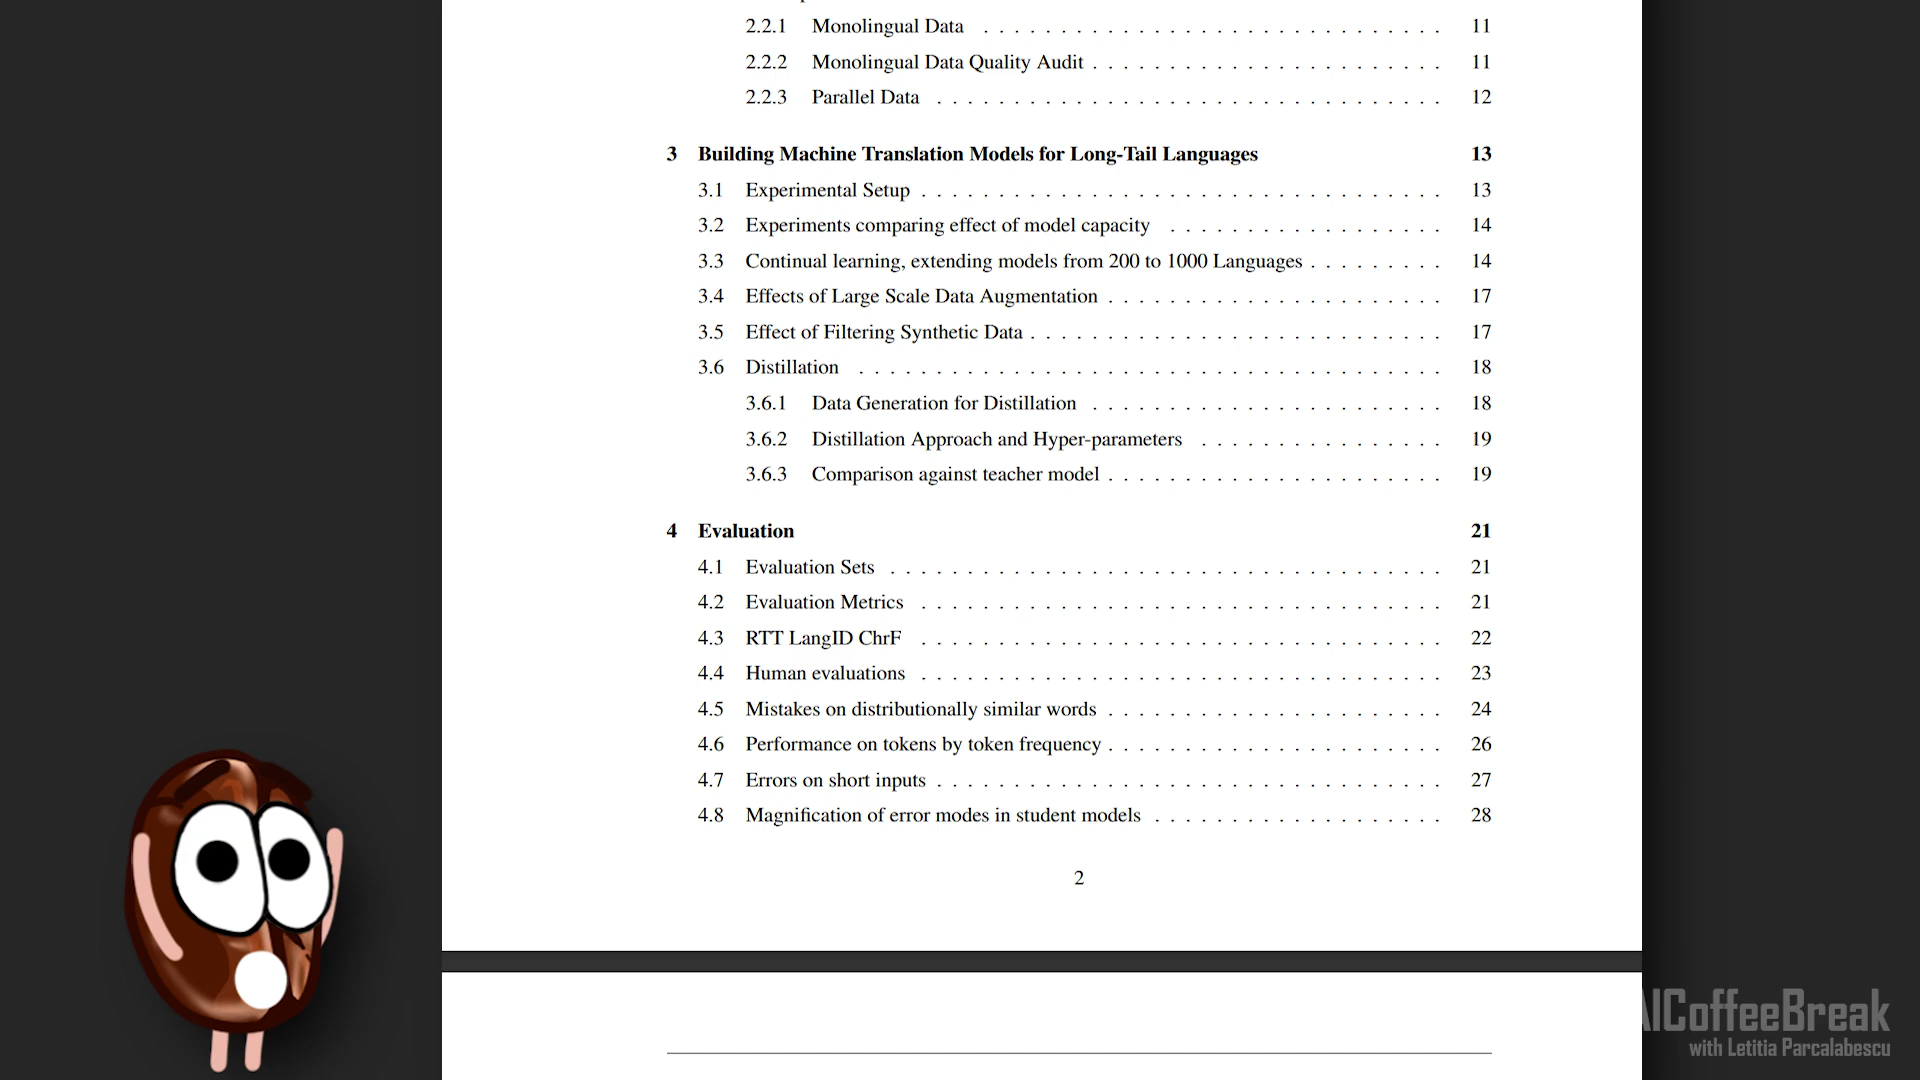 2.2.1 Monolingual Data . . . . . . . . . . . . . . . . . . . . . . . . . . . . . . 11
2.2.2 Monolingual Data Quality Audit . . . . . . . . . . . . . . . . . . . . . . . 11
2.2.3 Parallel Data . . . . . . . . . . . . . . . . . . . . . . . . . . . . . . . . . 12
3 Building Machine Translation Models for Long-Tail Languages 13
3.1 Experimental Setup . . . . . . . . . . . . . . . . . . . . . . . . . . . . . . . . . . 13
3.2 Experiments comparing effect of model capacity . . . . . . . . . . . . . . . . . . 14
3.3 Continual learning, extending models from 200 to 1000 Languages . . . . . . . . . 14
3.4 Effects of Large Scale Data Augmentation . . . . . . . . . . . . . . . . . . . . . . 17
3.5 Effect of Filtering Synthetic Data . . . . . . . . . . . . . . . . . . . . . . . . . . . 17
3.6 Distillation . . . . . . . . . . . . . . . . . . . . . . . . . . . . . . . . . . . . . . 18
3.6.1 Data Generation for Distillation . . . . . . . . . . . . . . . . . . . . . . . 18
3.6.2 Distillation Approach and Hyper-parameters . . . . . . . . . . . . . . . . 19
3.6.3 Comparison against teacher model . . . . . . . . . . . . . . . . . . . . . . 19
4 Evaluation 21
4.1 Evaluation Sets . . . . . . . . . . . . . . . . . . . . . . . . . . . . . . . . . . . . 21
4.2 Evaluation Metrics . . . . . . . . . . . . . . . . . . . . . . . . . . . . . . . . . . 21
4.3 RTT LangID ChrF . . . . . . . . . . . . . . . . . . . . . . . . . . . . . . . . . . 22
4.4 Human evaluations . . . . . . . . . . . . . . . . . . . . . . . . . . . . . . . . . . 23
4.5 Mistakes on distributionally similar words . . . . . . . . . . . . . . . . . . . . . . 24
4.6 Performance on tokens by token frequency . . . . . . . . . . . . . . . . . . . . . . 26
4.7 Errors on short inputs . . . . . . . . . . . . . . . . . . . . . . . . . . . . . . . . . 27
4.8 Magnification of error modes in student models . . . . . . . . . . . . . . . . . . . 28
2
AICoffeeBreak
with Letitia Parcalabescu